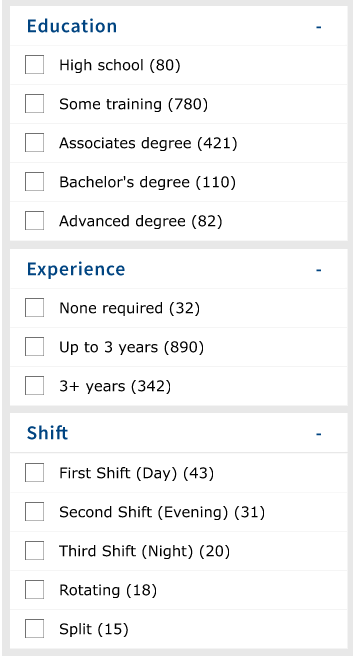 Education -
High school (80)
Some training (780)
Associates degree (421)
Bachelor's degree (110)
Advanced degree (82)
Experience -
None required (32)
Up to 3 years (890)
3+ years (342)
Shift -
First Shift (Day) (43)
Second Shift (Evening) (31)
Third Shift (Night) (20)
Rotating (18)
Split (15)